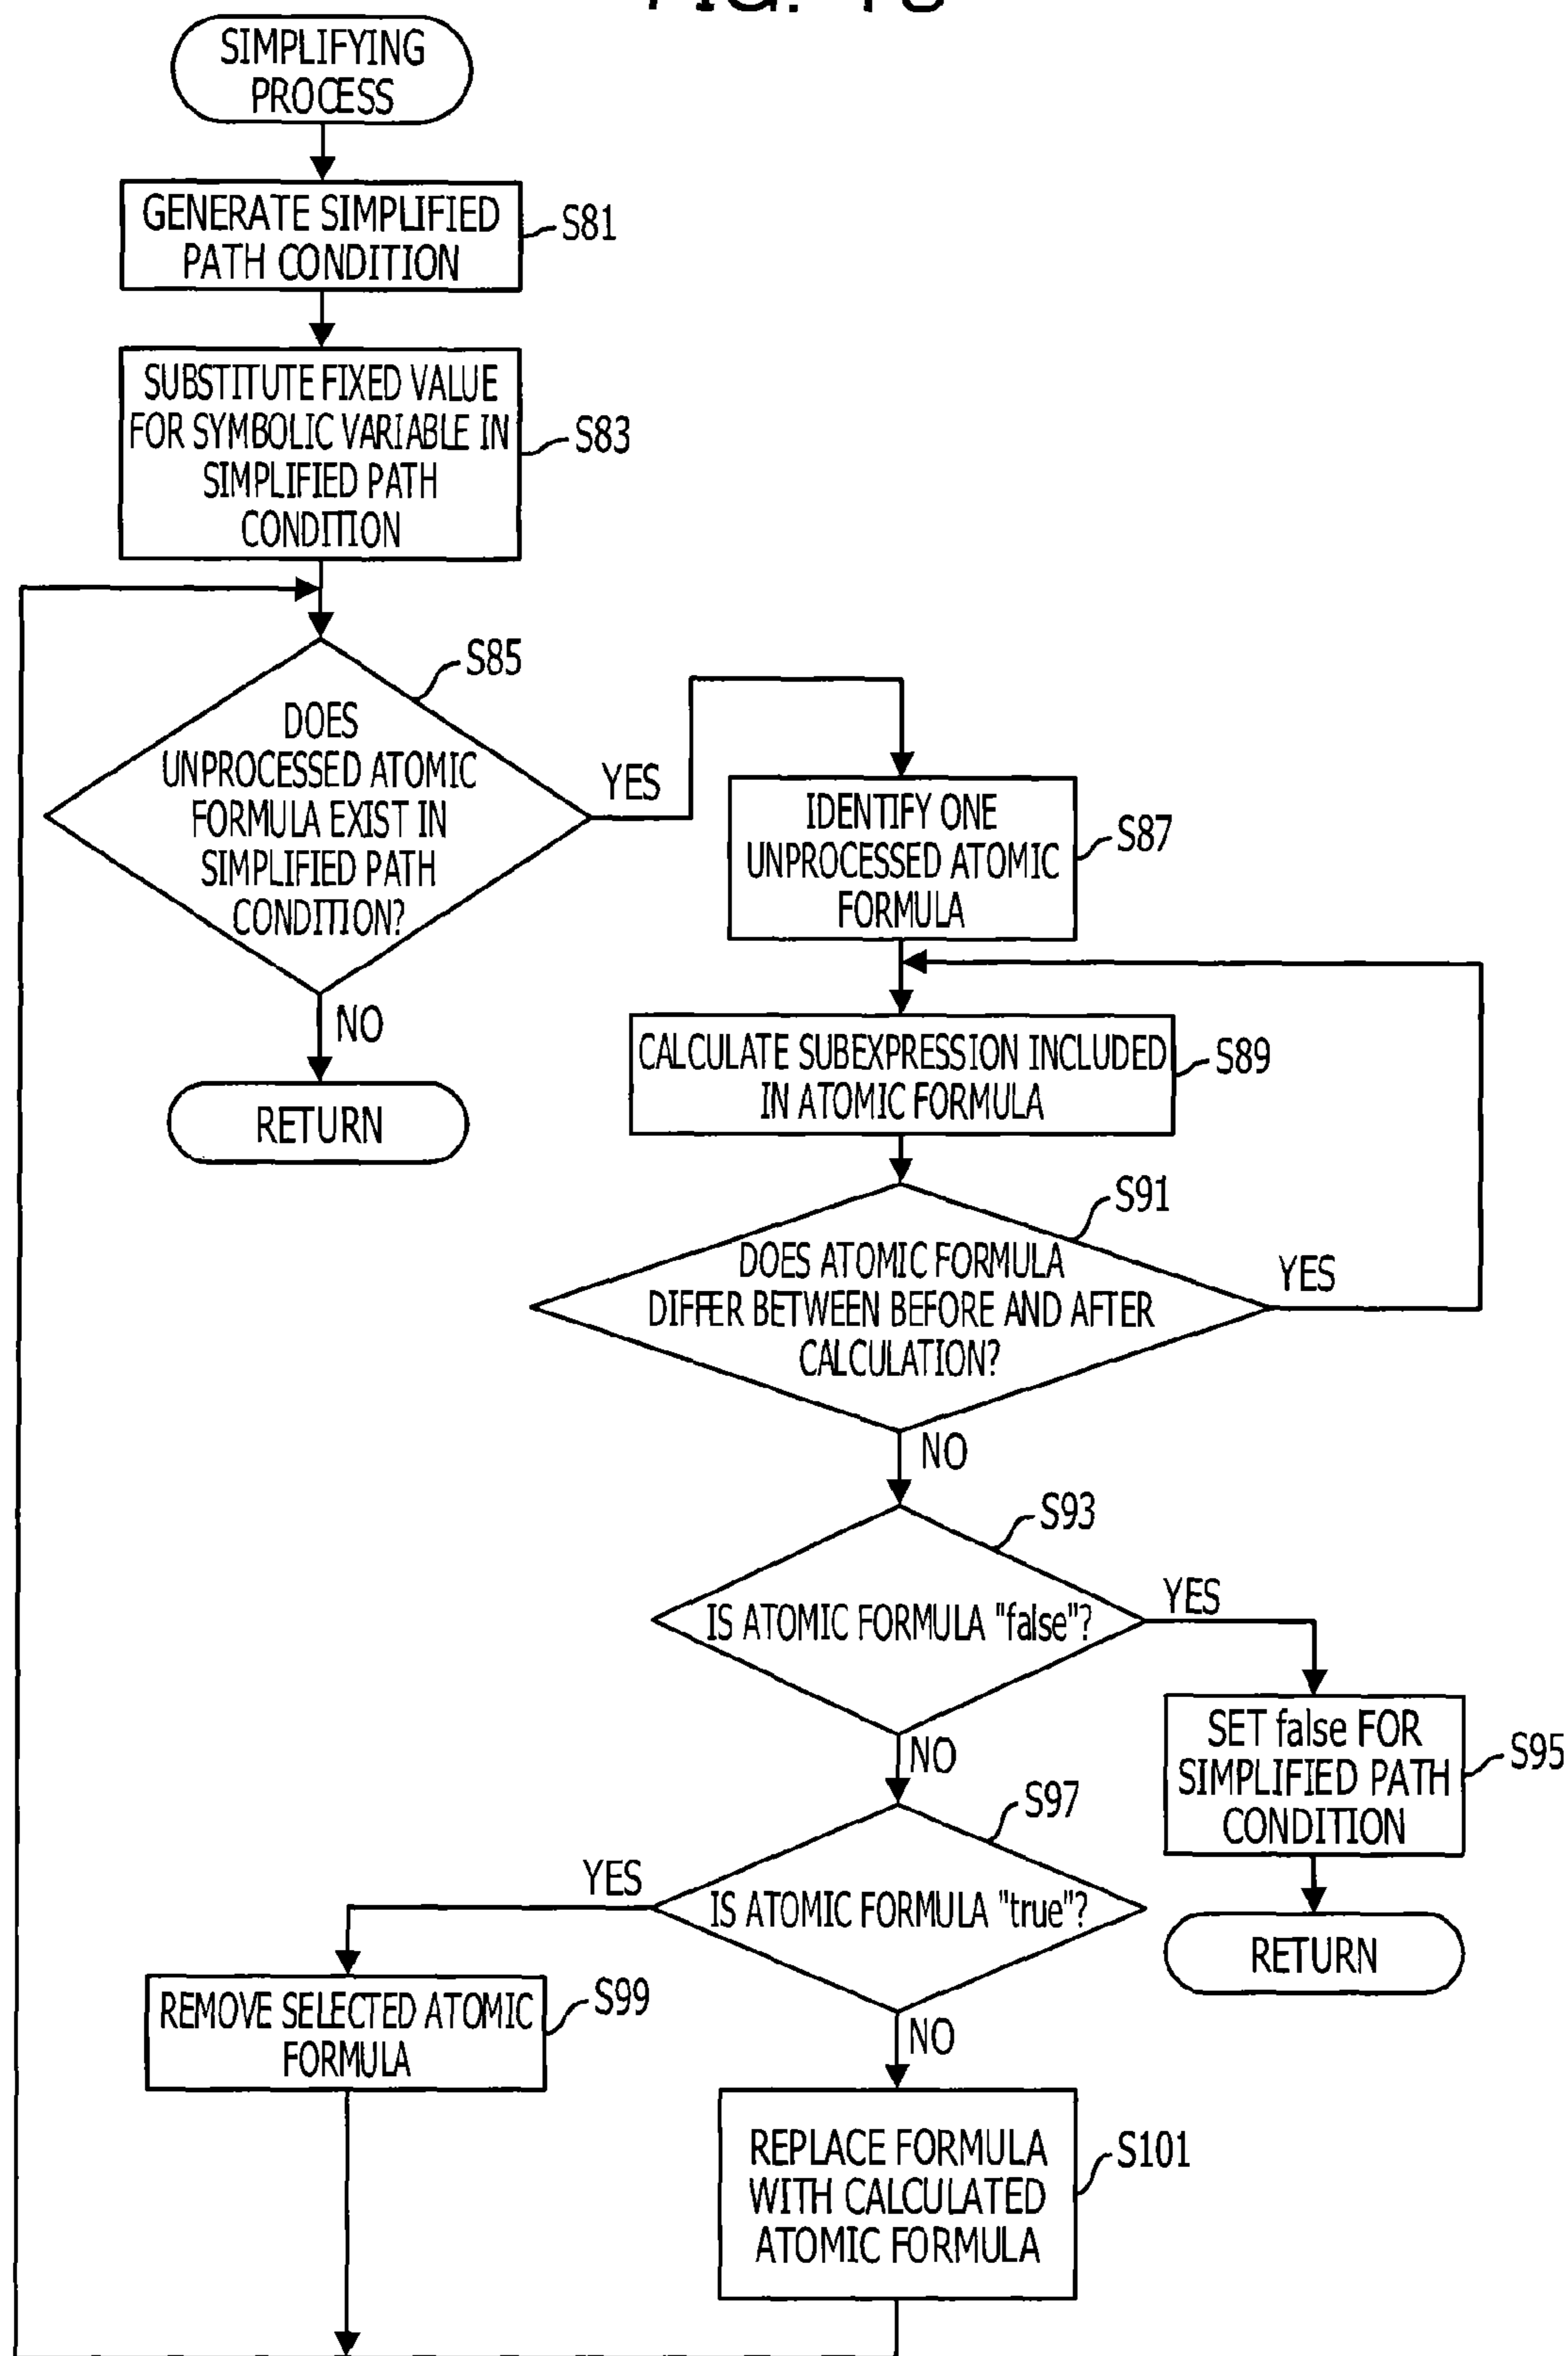 SIMPLIFYING
PROCESS
GENERATE SIMPLIFIED
PATH CONDITION
S81
SUBSTITUTE FIXED VALUE
FOR SYMBOLIC VARIABLE IN
SIMPLIFIED PATH
CONDITION
S83
S85
DOES
UNPROCESSED ATOMIC
FORMULA EXIST IN
SIMPLIFIED PATH
CONDITION?
YES
NO
RETURN
IDENTIFY ONE
UNPROCESSED ATOMIC
FORMULA
S87
CALCULATE SUBEXPRESSION INCLUDED
IN ATOMIC FORMULA
S89
S91
DOES ATOMIC FORMULA
DIFFER BETWEEN BEFORE AND AFTER
CALCULATION?
YES
NO
S93
IS ATOMIC FORMULA "false"?
YES
NO
SET false FOR
SIMPLIFIED PATH
CONDITION
S95
RETURN
S97
IS ATOMIC FORMULA "true"?
YES
NO
REMOVE SELECTED ATOMIC
FORMULA
S99
REPLACE FORMULA
WITH CALCULATED
ATOMIC FORMULA
S101